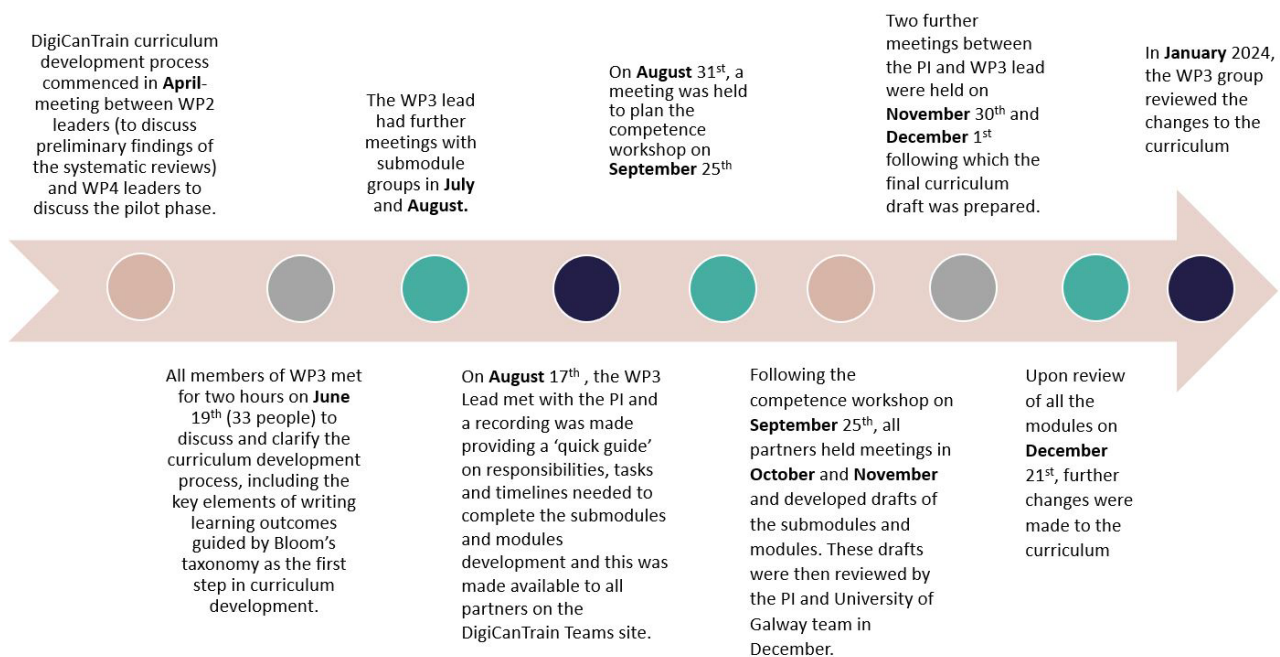 DigiCanTrain curriculum
development process
commenced in April-
meeting between WP2
leaders (to discuss
preliminary findings of
the systematic reviews)
and WP4 leaders to
discuss the pilot phase.
All members of WP3 met
for two hours on June
19th (33 people) to
discuss and clarify the
curriculum development
process, including the
key elements of writing
learning outcomes
guided by Bloom's
taxonomy as the first
step in curriculum
development.
The WP3 lead
had further
meetings with
submodule
groups in July
and August.
On August 17th , the WP3
Lead met with the PI and
a recording was made
providing a 'quick guide'
on responsibilities, tasks
and timelines needed to
complete the submodules
and modules
development and this was
made available to all
partners on the
DigiCanTrain Teams site.
On August 31st, a
meeting was held
to plan the
competence
workshop on
September 25th
Following the
competence workshop on
September 25th, all
partners held meetings in
October and November
and developed drafts of
the submodules and
modules. These drafts
were then reviewed by
the PI and University of
Galway team in
December.
Two further
meetings between
the PI and WP3 lead
were held on
November 30th and
December 1st
following which the
final curriculum
draft was prepared.
Upon review
of all the
modules on
December
21st, further
changes were
made to the
curriculum
In January 2024,
the WP3 group
reviewed the
changes to the
curriculum